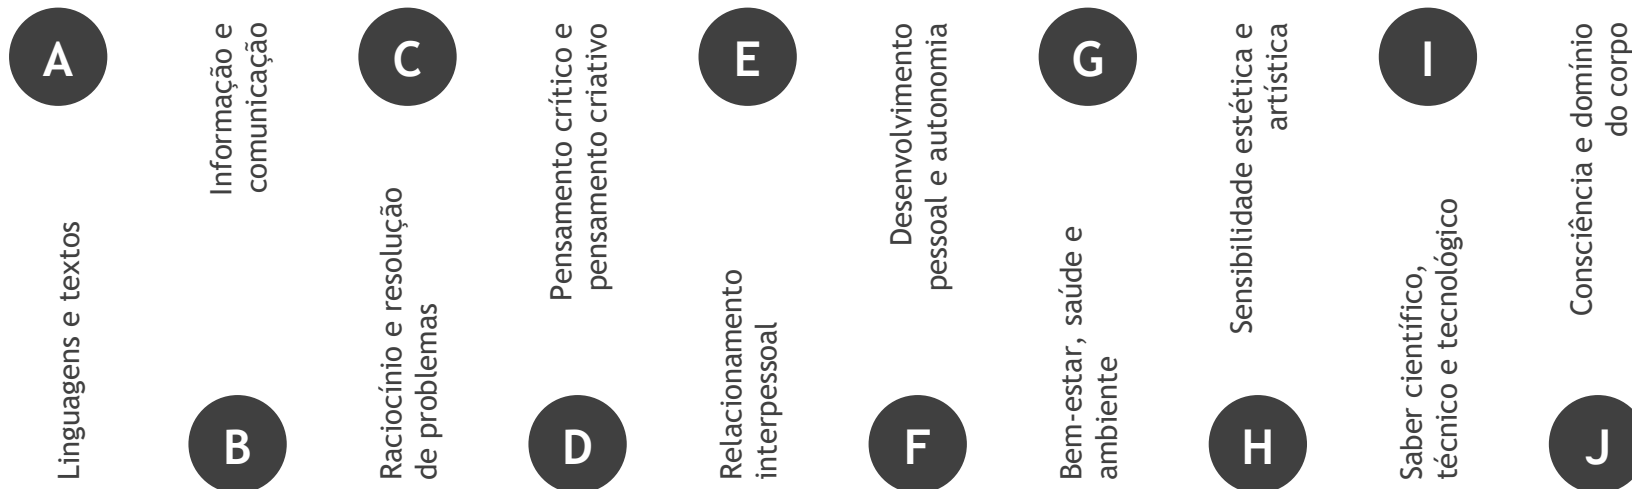 A
Linguagens e textos
B
Informação e
comunicação
C
Raciocínio e resolução
de problemas
D
Pensamento crítico e
pensamento criativo
E
Relacionamento
interpessoal
F
Desenvolvimento
pessoal e autonomia
G
Bem-estar, saúde e
ambiente
H
Sensibilidade estética e
artística
I
Saber científico,
técnico e tecnológico
J
Consciência e domínio
do corpo